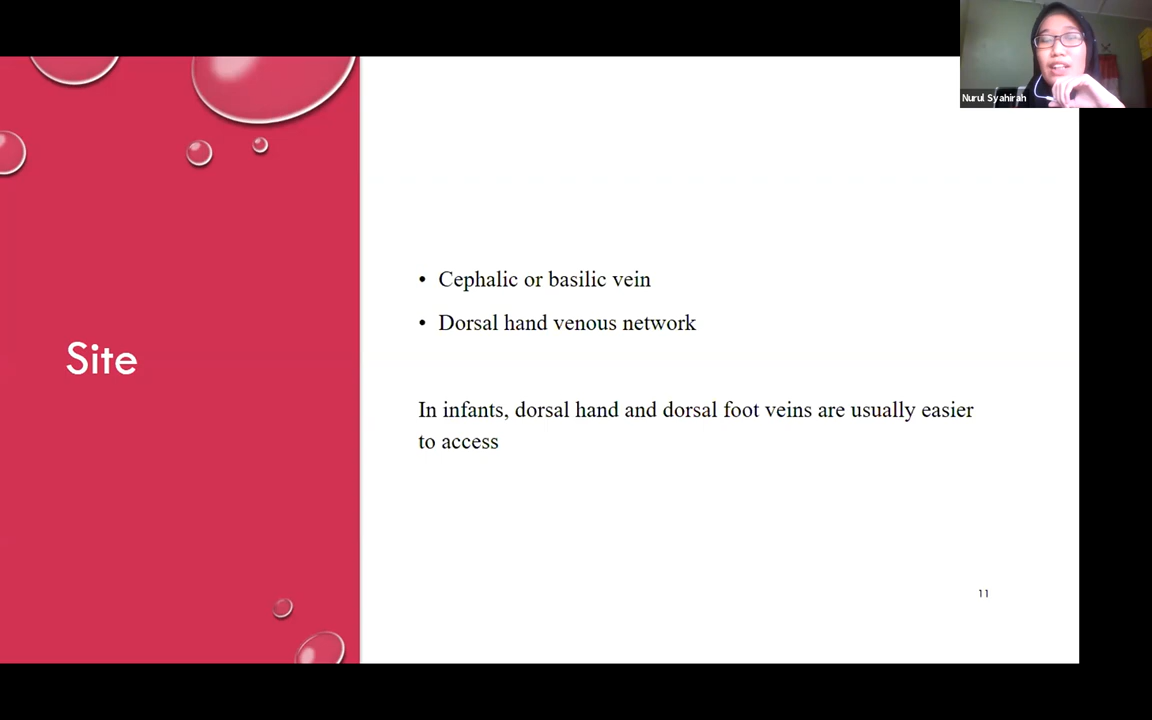 Nurul Syahirah
Site
• Cephalic or basilic vein
• Dorsal hand venous network
In infants, dorsal hand and dorsal foot veins are usually easier
to access
11